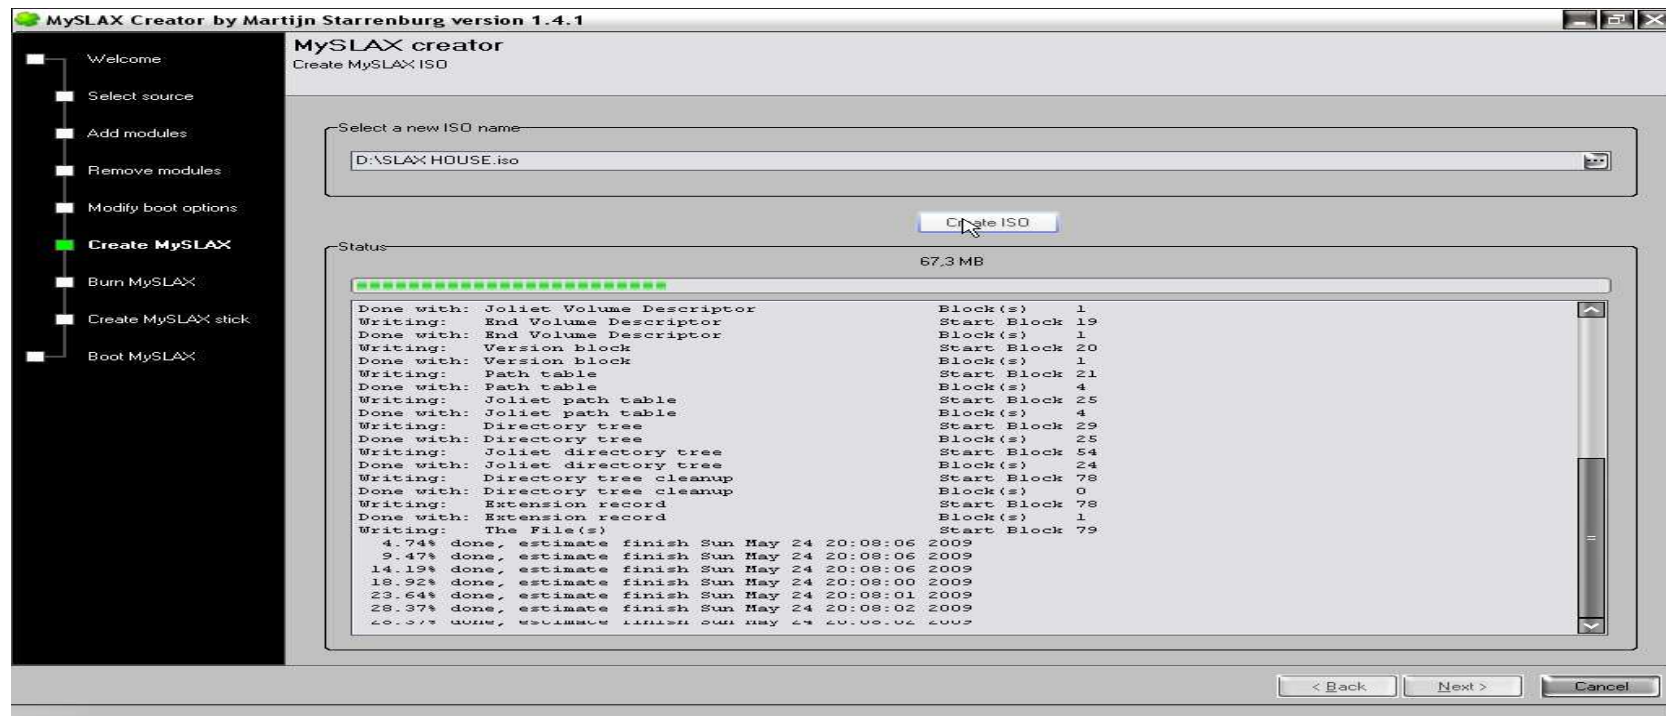 MySLAX Creator by Martijn Starrenburg version 1.4.1
Welcome
Select source
Add modules
Remove modules
Modify boot options
Create MySLAX
Burn MySLAX
Create MySLAX stick
Boot MySLAX
MySLAX creator
Create MySLAX ISO
Select a new ISO name
D:\SLAX HOUSE.iso
...
Create ISO
Status
67,3 MB
Done with: Joliet Volume Descriptor Block(s) 1
Writing: End Volume Descriptor Start Block 19
Done with: End Volume Descriptor Block(s) 1
Writing: Version block Start Block 20
Done with: Version block Block(s) 1
Writing: Path table Start Block 21
Done with: Path table Block(s) 4
Writing: Joliet path table Start Block 25
Done with: Joliet path table Block(s) 4
Writing: Directory tree Start Block 29
Done with: Directory tree Block(s) 25
Writing: Joliet directory tree Start Block 54
Done with: Joliet directory tree Block(s) 24
Writing: Directory tree cleanup Start Block 78
Done with: Directory tree cleanup Block(s) 0
Writing: Extension record Start Block 78
Done with: Extension record Block(s) 1
Writing: The File(s) Start Block 79
4.74% done, estimate finish Sun May 24 20:08:06 2009
9.47% done, estimate finish Sun May 24 20:08:06 2009
14.19% done, estimate finish Sun May 24 20:08:06 2009
18.92% done, estimate finish Sun May 24 20:08:00 2009
23.64% done, estimate finish Sun May 24 20:08:01 2009
28.37% done, estimate finish Sun May 24 20:08:02 2009
< Back
Next >
Cancel